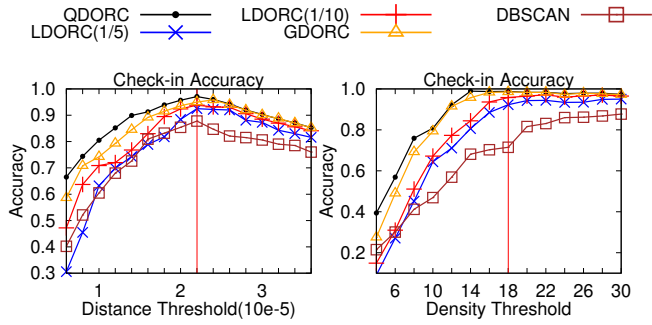 QDORC LDORC(1/10) DBSCAN
LDORC(1/5) GDORC
Check-in Accuracy
1.0
0.9
0.8
0.7
0.6
0.5
0.4
0.3
Accuracy
1 2 3
Distance Threshold(10e-5)
Check-in Accuracy
1.0
0.8
0.6
0.4
0.2
Accuracy
6 10 14 18 22 26 30
Density Threshold